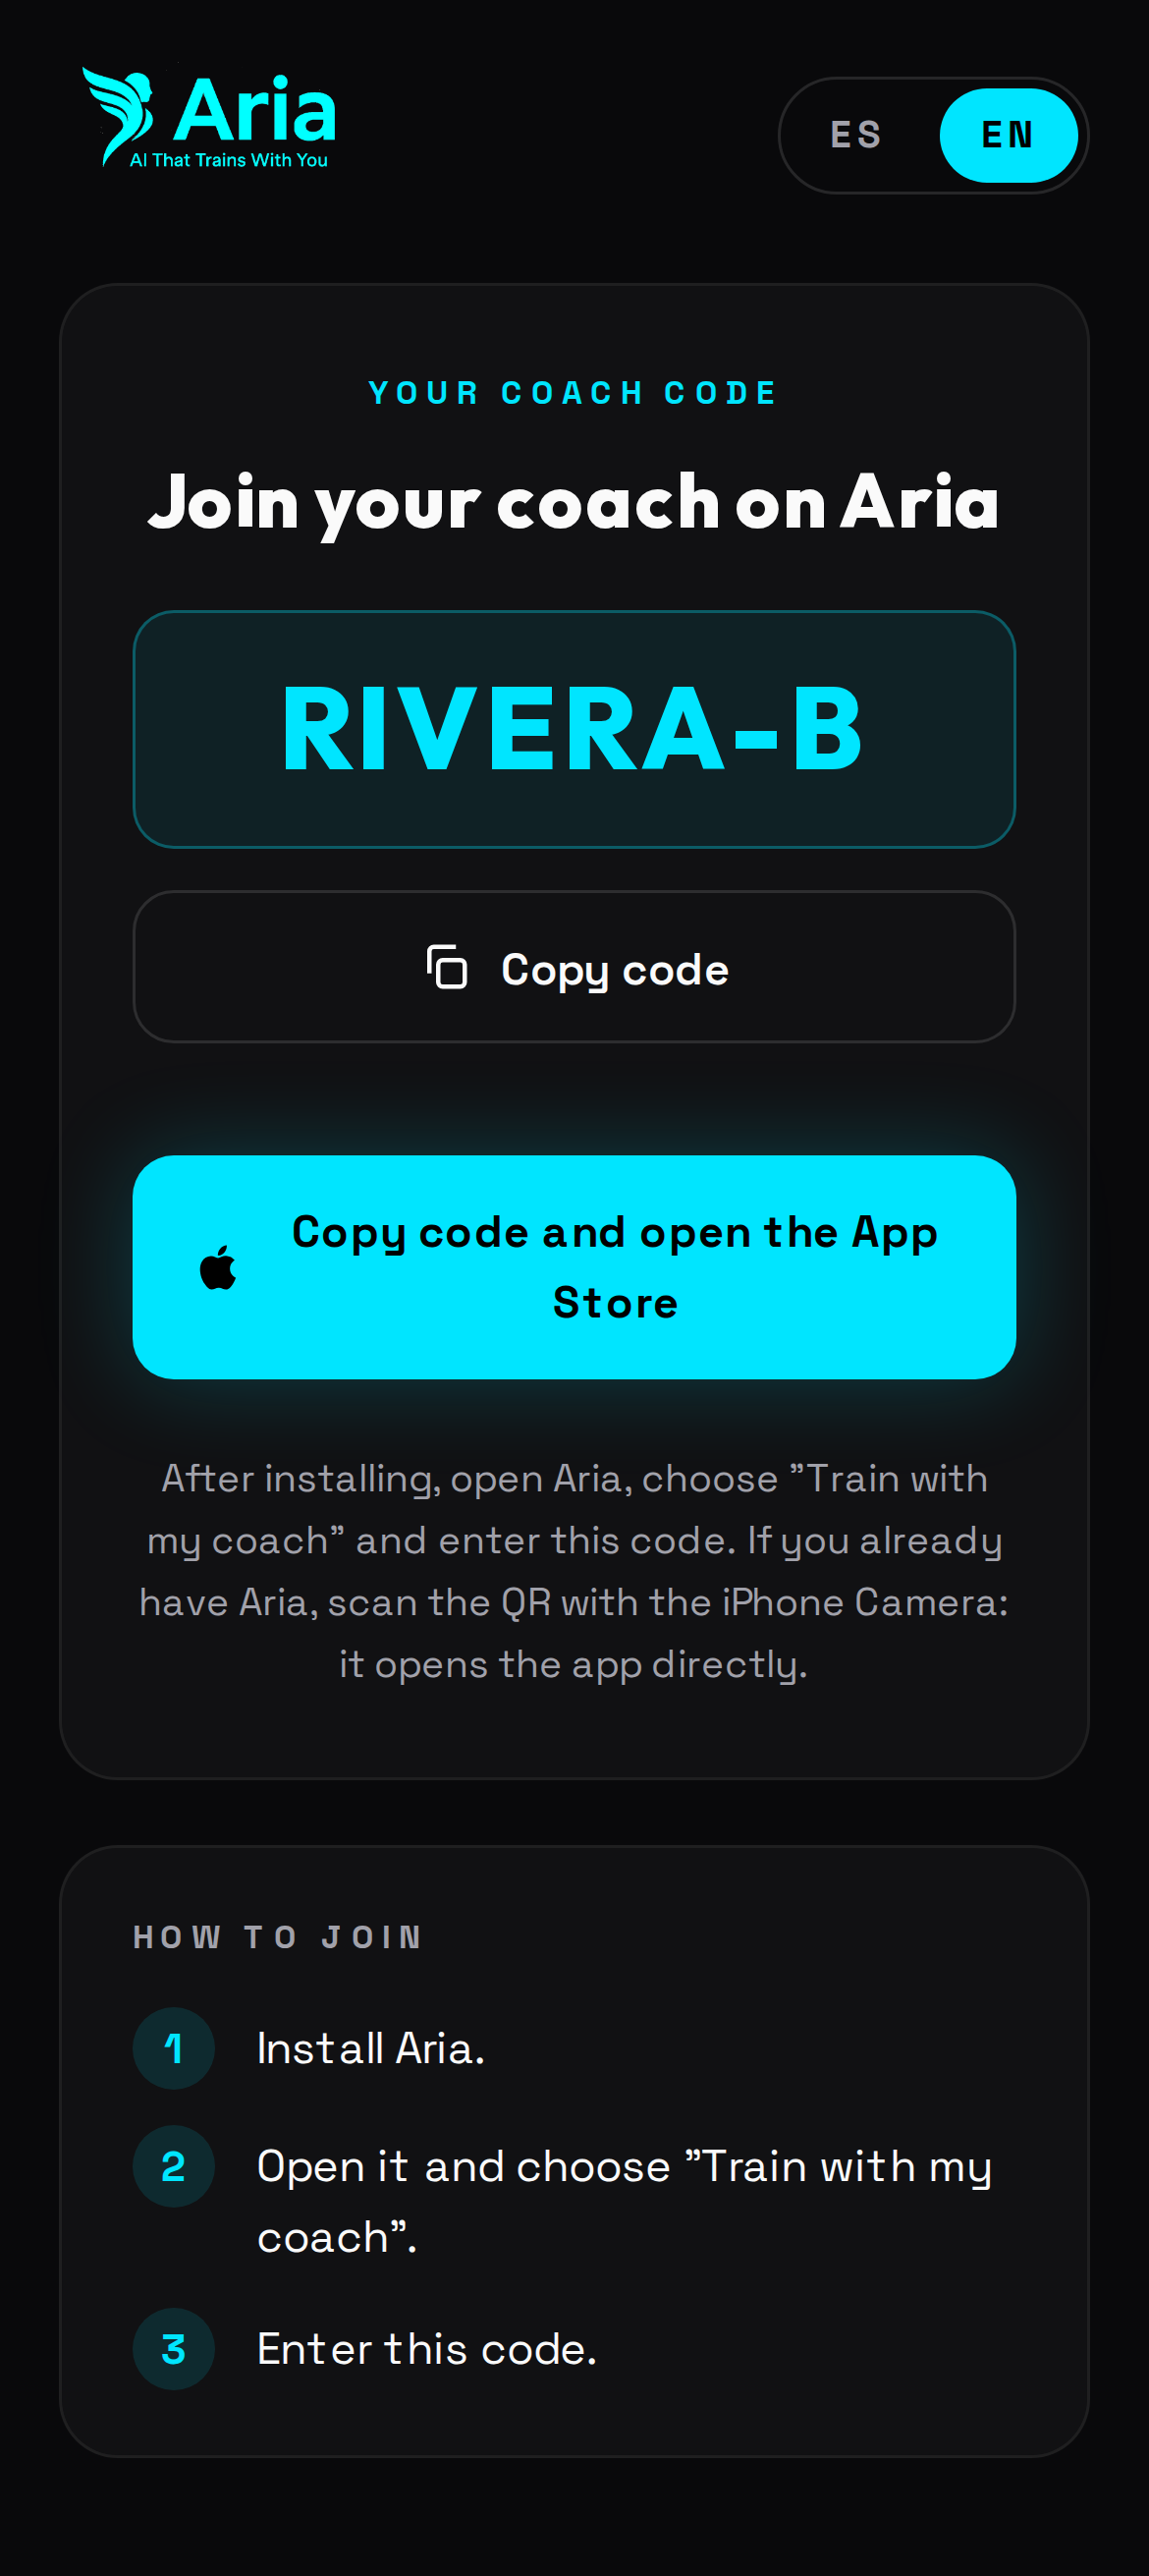 Aria
AI That Trains With You
ES
EN
YOUR COACH CODE
Join your coach on Aria
RIVERA-B
Copy code
Copy code and open the App
Store
After installing, open Aria, choose ”Train with
my coach” and enter this code. If you already
have Aria, scan the QR with the iPhone Camera:
it opens the app directly.
HOW TO JOIN
1
Install Aria.
2
Open it and choose ”Train with my
coach”.
3
Enter this code.